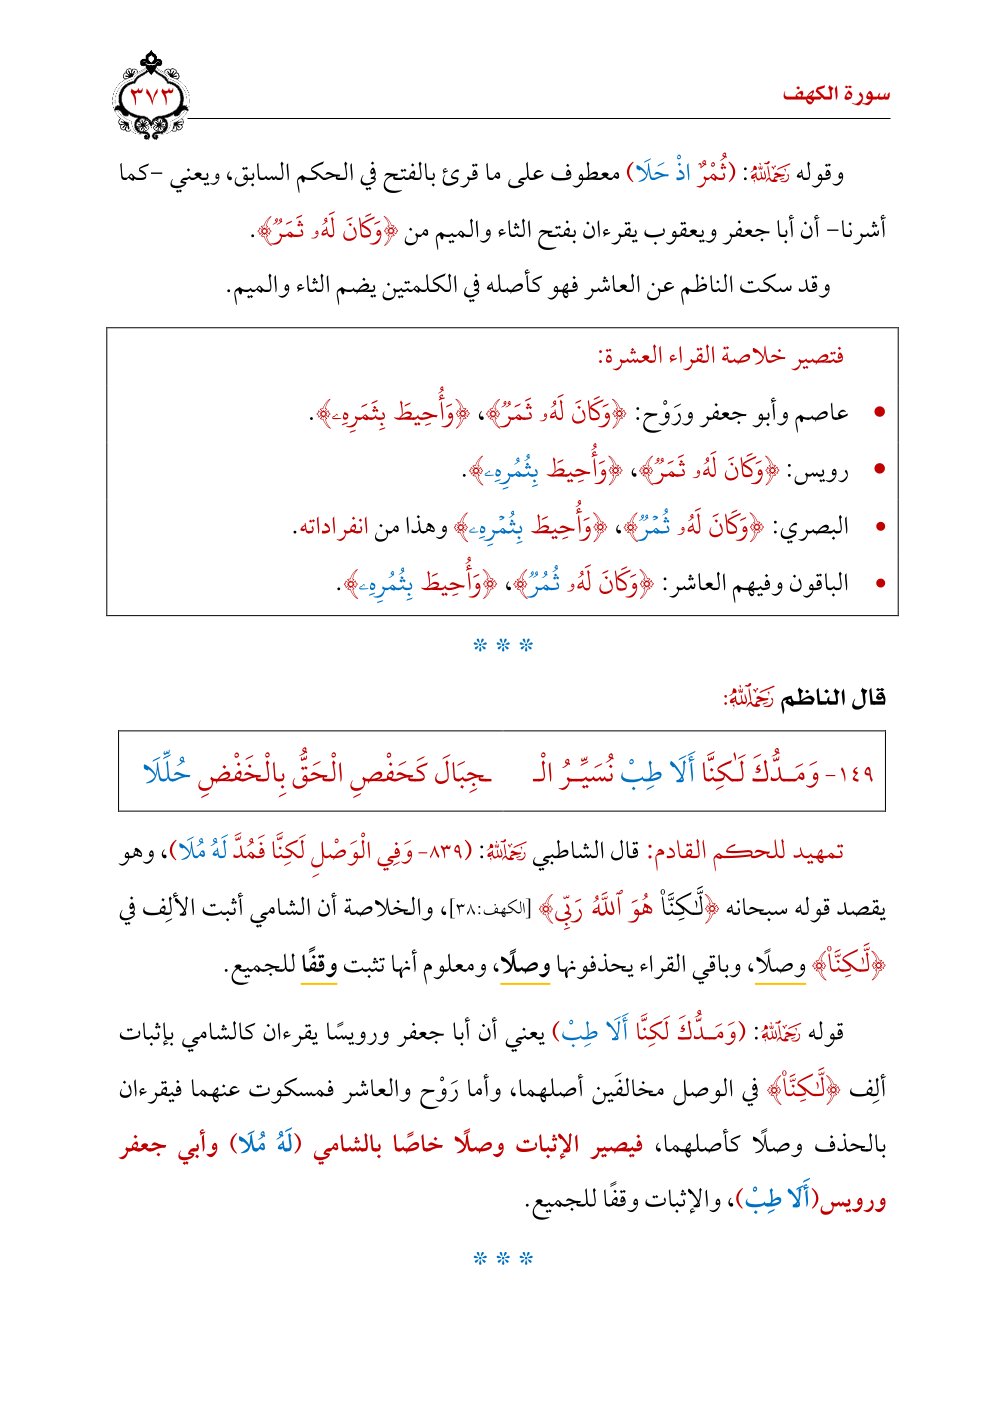 سورة الكهف
٣٧٣
وقوله رَحِمَهُ ٱللَّهُ: (ثُمْرٌ اذْ حَلَا) معطوف على ما قرئ بالفتح في الحكم السابق، ويعني –كما
أشرنا– أن أبا جعفر ويعقوب يقرءان بفتح الثاء والميم من ﴿وَكَانَ لَهُۥ ثَمَرٌ﴾.
وقد سكت الناظم عن العاشر فهو كأصله في الكلمتين يضم الثاء والميم.
فتصير خلاصة القراء العشرة:
• عاصم وأبو جعفر ورَوْح: ﴿وَكَانَ لَهُۥ ثَمَرٌ﴾، ﴿وَأُحِيطَ بِثَمَرِهِۦ﴾.
• رويس: ﴿وَكَانَ لَهُۥ ثَمَرٌ﴾، ﴿وَأُحِيطَ بِثُمُرِهِۦ﴾.
• البصري: ﴿وَكَانَ لَهُۥ ثُمْرٌ﴾، ﴿وَأُحِيطَ بِثُمْرِهِۦ﴾ وهذا من انفراداته.
• الباقون وفيهم العاشر: ﴿وَكَانَ لَهُۥ ثُمُرٌ﴾، ﴿وَأُحِيطَ بِثُمُرِهِۦ﴾.
* * *
قال الناظم رَحِمَهُ ٱللَّهُ:
١٤٩- وَمَـدُّكَ لَـٰكِنَّا أَلَا طِبْ نُسَيِّـرُ الْـ ـجِبَالَ كَحَفْصِ الْحَقُّ بِالْخَفْضِ حُلِّلَا
تمهيد للحكم القادم: قال الشاطبي رَحِمَهُ ٱللَّهُ: (٨٣٩- وَفِي الْوَصْلِ لَكِنَّا فَمُدَّ لَهُ مُلَا)، وهو
يقصد قوله سبحانه ﴿لَّـٰكِنَّا۠ هُوَ ٱللَّهُ رَبِّي﴾ [الكهف:٣٨]، والخلاصة أن الشامي أثبت الألِف في
﴿لَّـٰكِنَّا۠﴾ وصلًا، وباقي القراء يحذفونها وصلًا، ومعلوم أنها تثبت وقفًا للجميع.
قوله رَحِمَهُ ٱللَّهُ: (وَمَـدُّكَ لَكِنَّا أَلَا طِبْ) يعني أن أبا جعفر ورويسًا يقرءان كالشامي بإثبات
ألِف ﴿لَّـٰكِنَّا۠﴾ في الوصل مخالفَين أصلهما، وأما رَوْح والعاشر فمسكوت عنهما فيقرءان
بالحذف وصلًا كأصلهما، فيصير الإثبات وصلًا خاصًا بالشامي (لَهُ مُلَا) وأبي جعفر
ورويس(أَلَا طِبْ)، والإثبات وقفًا للجميع.
* * *